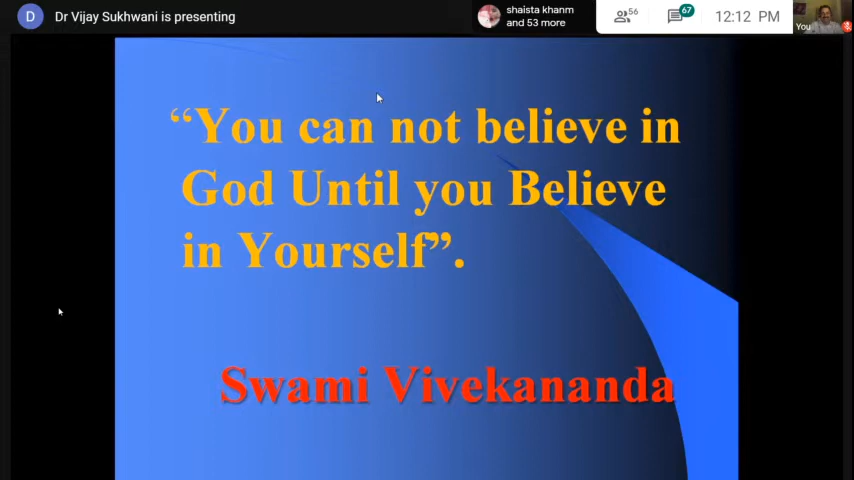 D
Dr Vijay Sukhwani is presenting
shaista khanm
and 53 more
56
67
12:12 PM
You
“You can not believe in
God Until you Believe
in Yourself”.
Swami Vivekananda